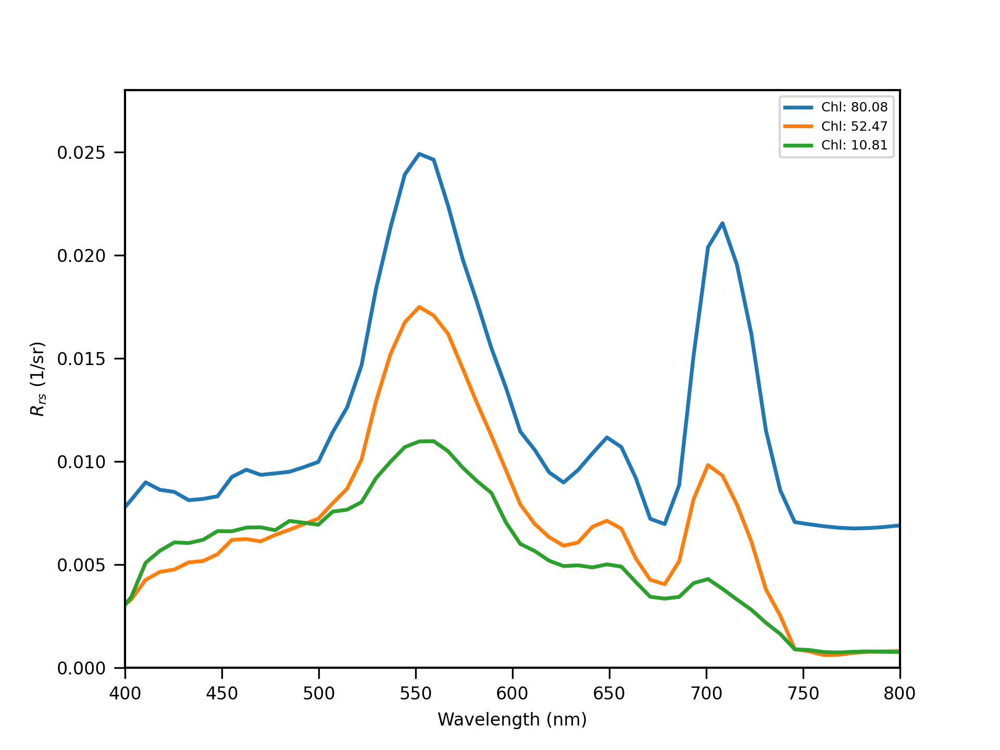 Chl: 80.08
Chl: 52.47
Chl: 10.81
0.025
0.020
0.015
0.010
0.005
0.000
R_rs (1/sr)
400 450 500 550 600 650 700 750 800
Wavelength (nm)